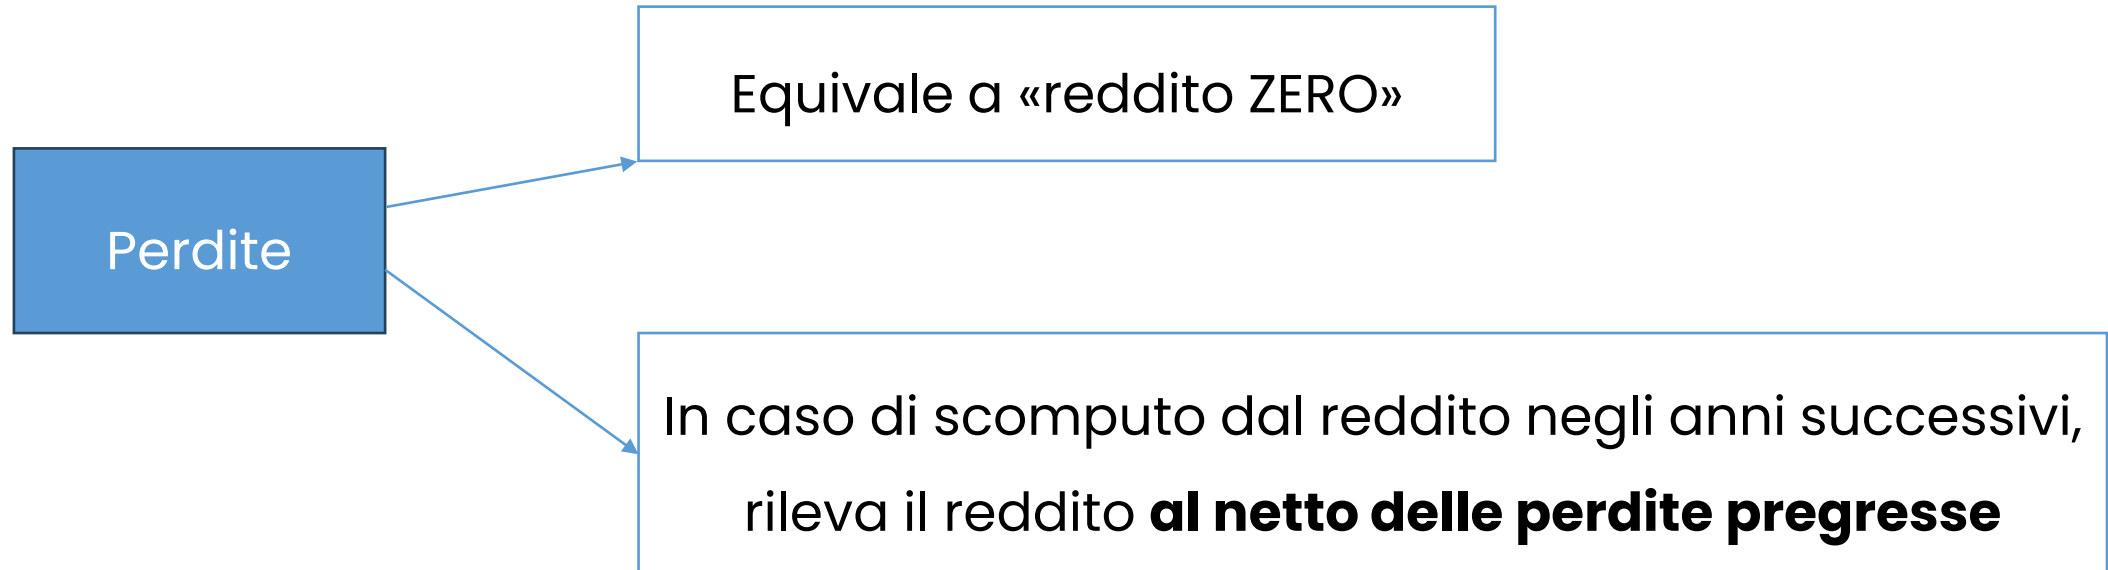 Equivale a «reddito ZERO»
Perdite
In caso di scomputo dal reddito negli anni successivi,
rileva il reddito al netto delle perdite pregresse